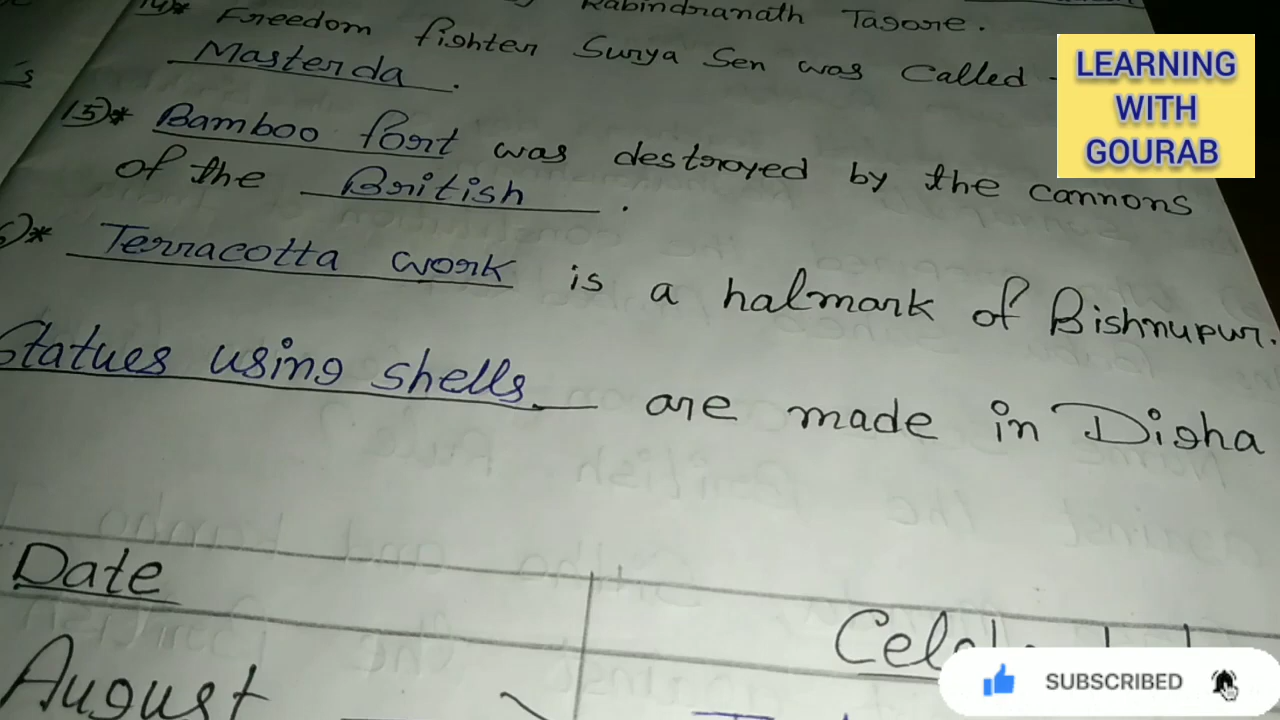 Rabindranath Tagore.
14)* Freedom fighter Surya Sen was called
Masterda.
's
15)* Bamboo fort was destroyed by the cannons
of the British.
)* Terracotta work is a halmark of Bishnupur.
Statues using shells are made in Digha
Date
August
LEARNING
WITH
GOURAB
SUBSCRIBED